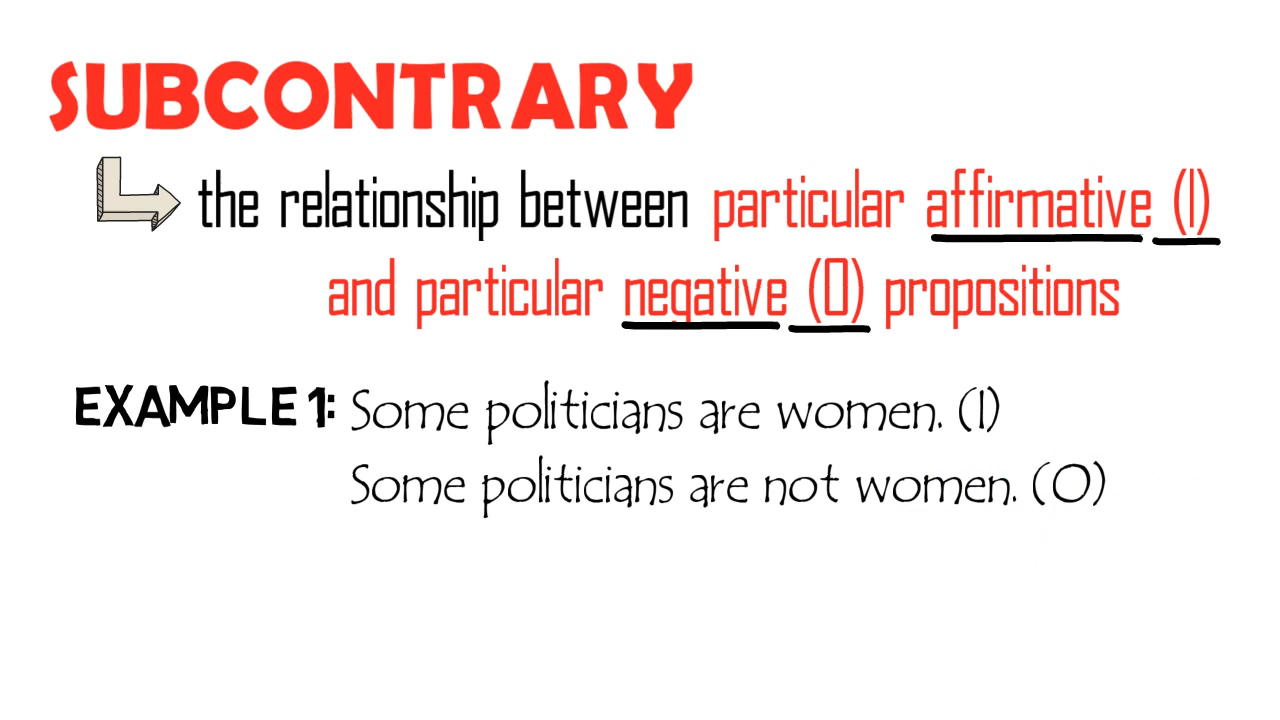 SUBCONTRARY
the relationship between particular affirmative (I)
and particular negative (O) propositions
EXAMPLE 1: Some politicians are women. (I)
Some politicians are not women. (O)